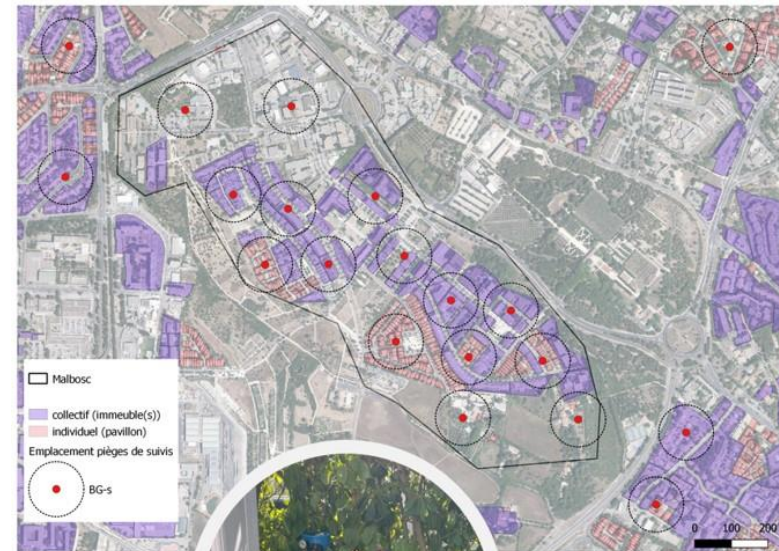 Malbosc
collectif (immeuble(s))
individuel (pavillon)
Emplacement pièges de suivis
BG-s
0 100 200